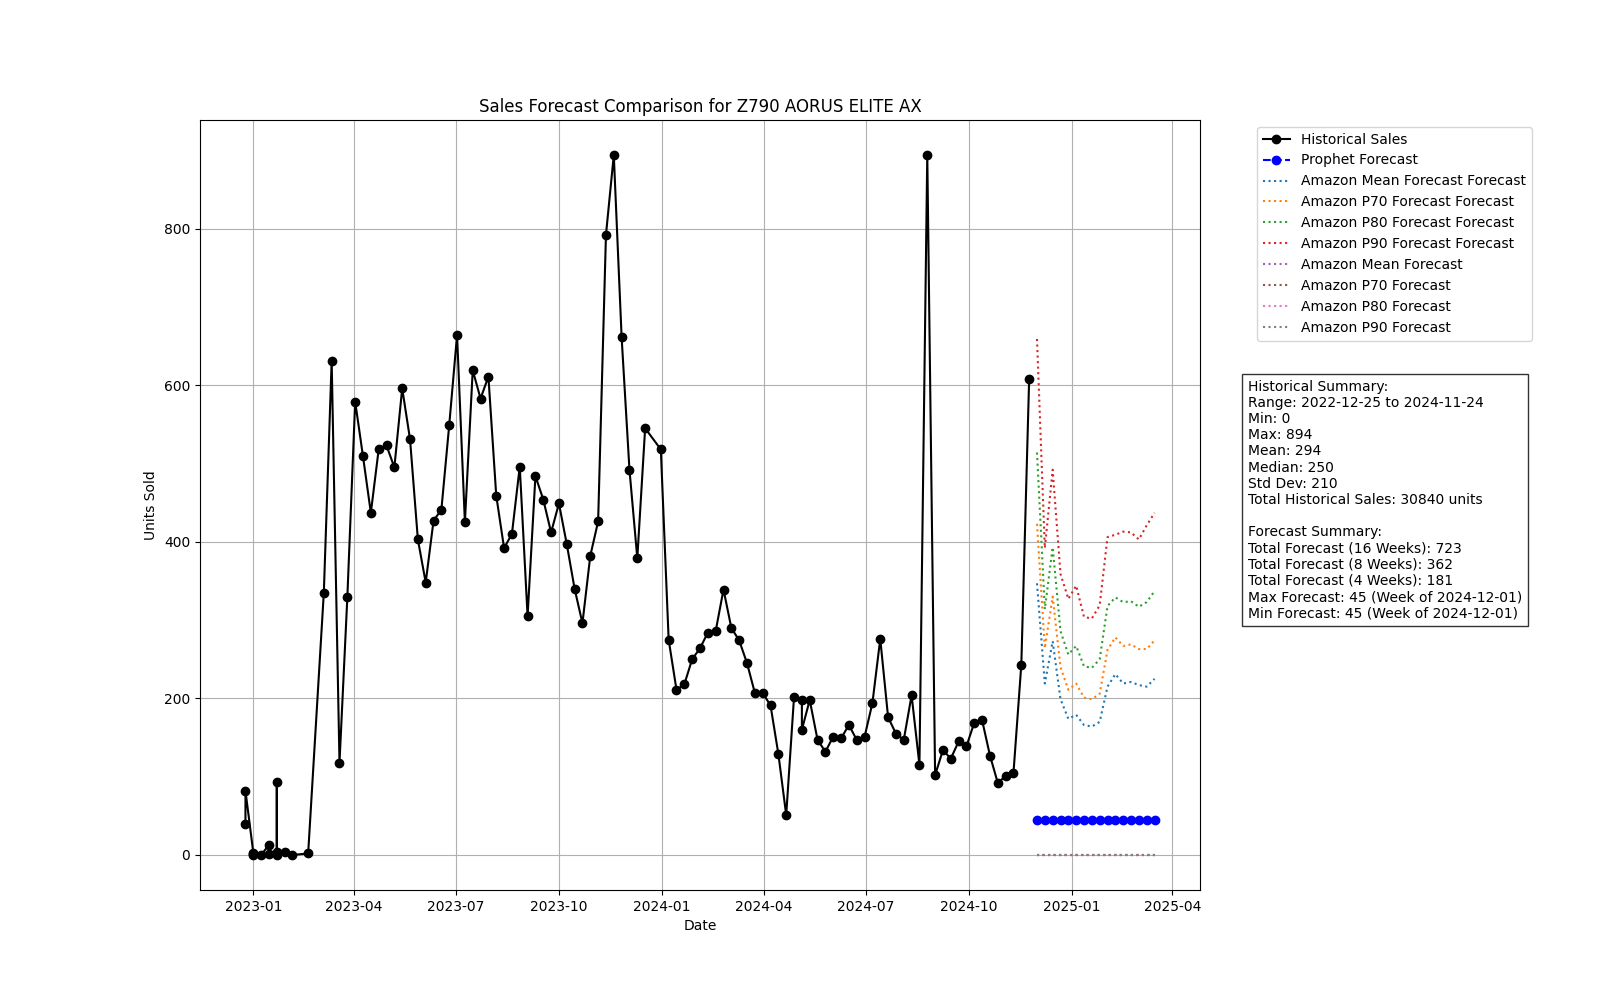 Sales Forecast Comparison for Z790 AORUS ELITE AX
Units Sold
800
600
400
200
0
2023-01
2023-04
2023-07
2023-10
2024-01
2024-04
2024-07
2024-10
2025-01
2025-04
Date
Historical Sales
Prophet Forecast
Amazon Mean Forecast Forecast
Amazon P70 Forecast Forecast
Amazon P80 Forecast Forecast
Amazon P90 Forecast Forecast
Amazon Mean Forecast
Amazon P70 Forecast
Amazon P80 Forecast
Amazon P90 Forecast
Historical Summary:
Range: 2022-12-25 to 2024-11-24
Min: 0
Max: 894
Mean: 294
Median: 250
Std Dev: 210
Total Historical Sales: 30840 units
Forecast Summary:
Total Forecast (16 Weeks): 723
Total Forecast (8 Weeks): 362
Total Forecast (4 Weeks): 181
Max Forecast: 45 (Week of 2024-12-01)
Min Forecast: 45 (Week of 2024-12-01)